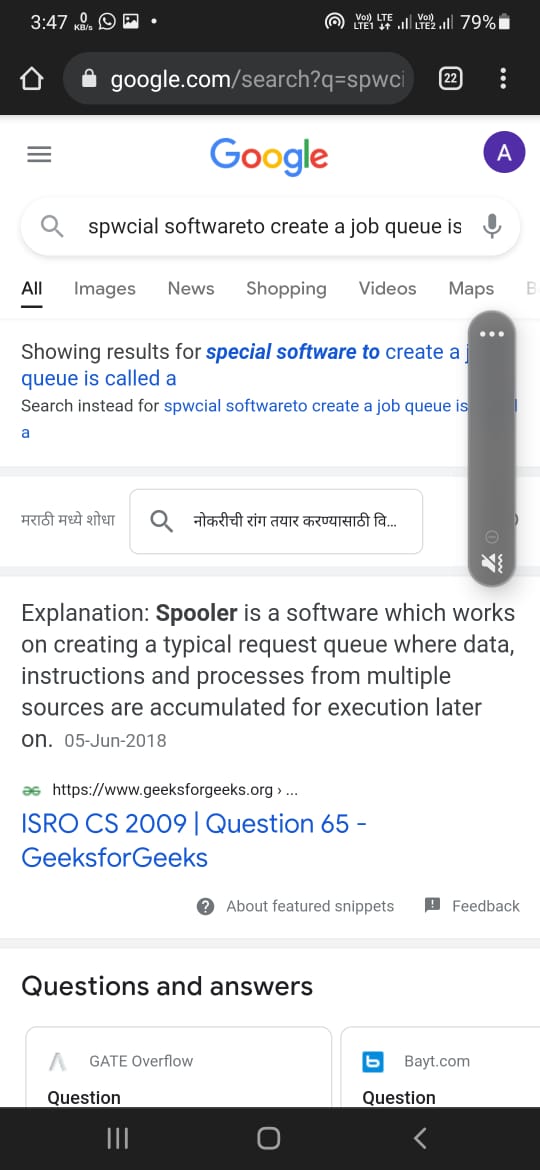 3:47 0 KB/s • Vo) LTE LTE1 Vo) LTE2 79%
google.com/search?q=spwci 22
Google A
spwcial softwareto create a job queue is
All Images News Shopping Videos Maps B
Showing results for special software to create a j
queue is called a
Search instead for spwcial softwareto create a job queue is
a
मराठी मध्ये शोधा नोकरीची रांग तयार करण्यासाठी वि...
Explanation: Spooler is a software which works
on creating a typical request queue where data,
instructions and processes from multiple
sources are accumulated for execution later
on. 05-Jun-2018
https://www.geeksforgeeks.org › ...
ISRO CS 2009 | Question 65 -
GeeksforGeeks
About featured snippets Feedback
Questions and answers
GATE Overflow Bayt.com
Question Question